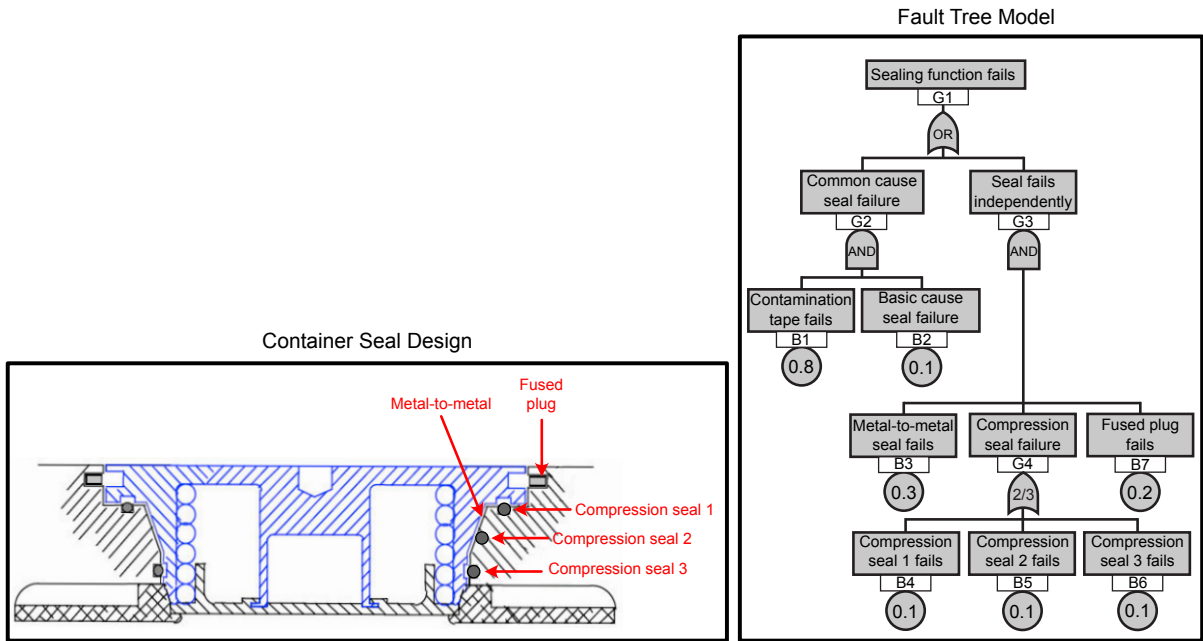 Container Seal Design
Fused
plug
Metal-to-metal
Compression seal 1
Compression seal 2
Compression seal 3
Fault Tree Model
Sealing function fails
G1
OR
Common cause
seal failure
G2
AND
Seal fails
independently
G3
AND
Contamination
tape fails
B1
0.8
Basic cause
seal failure
B2
0.1
Metal-to-metal
seal fails
B3
0.3
Compression
seal failure
G4
2/3
Fused plug
fails
B7
0.2
Compression
seal 1 fails
B4
0.1
Compression
seal 2 fails
B5
0.1
Compression
seal 3 fails
B6
0.1